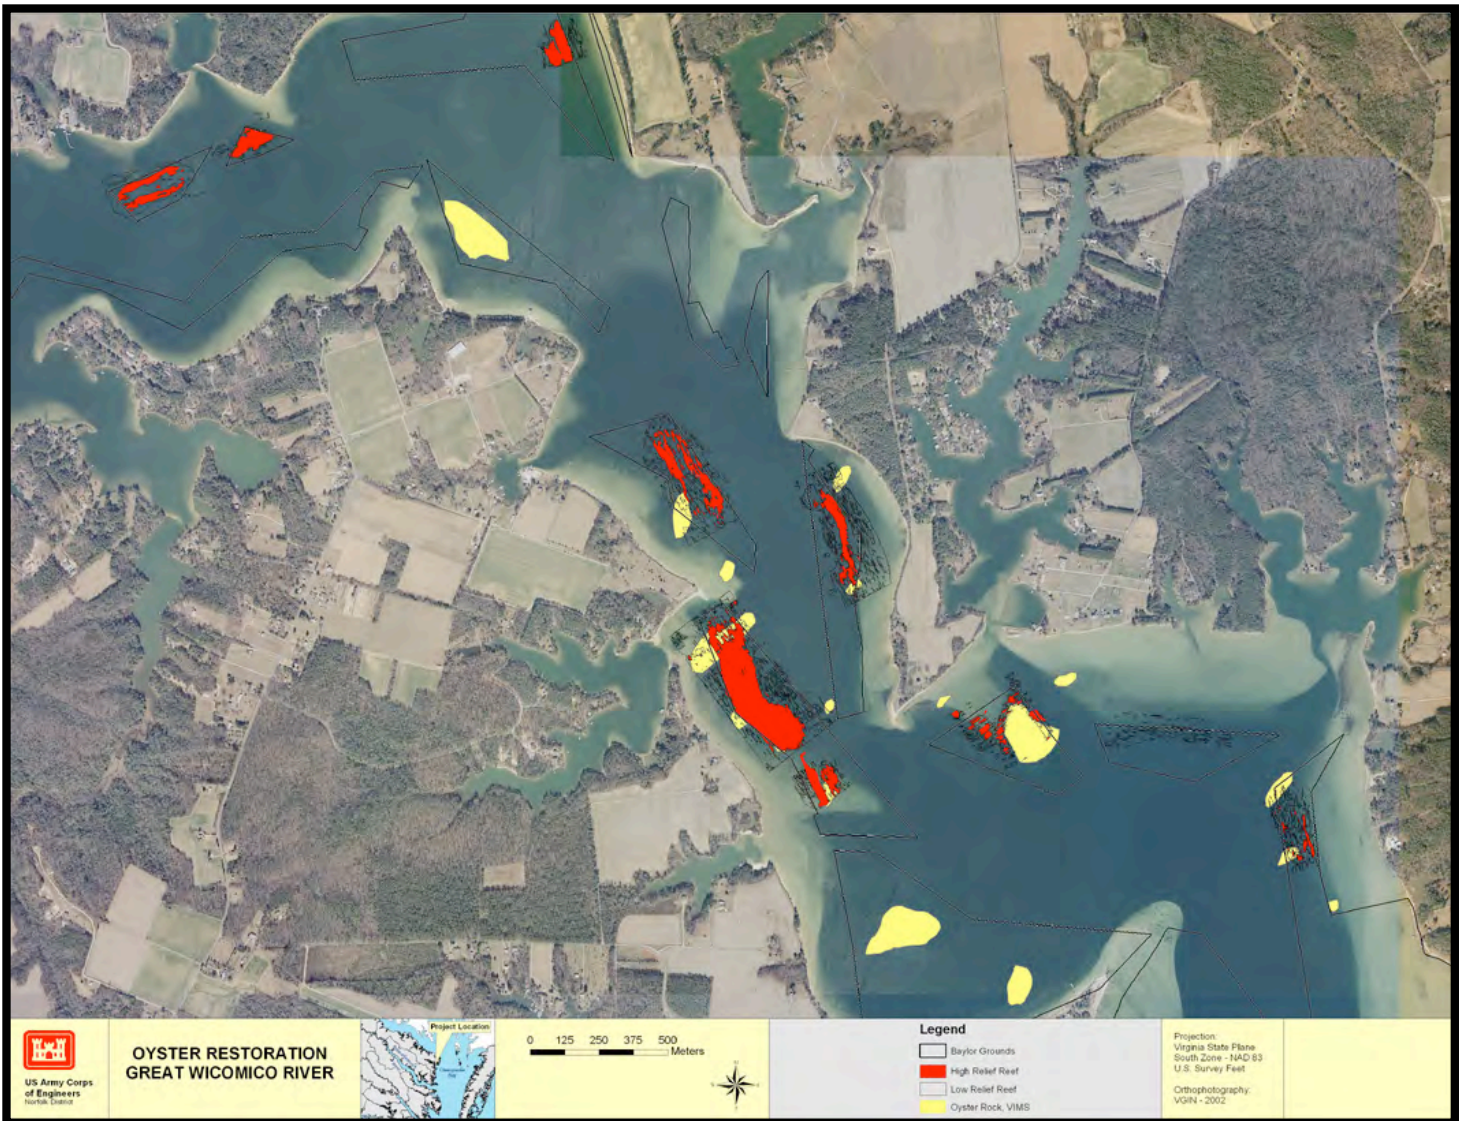 US Army Corps
of Engineers
Norfolk District
OYSTER RESTORATION
GREAT WICOMICO RIVER
Project Location
0 125 250 375 500
Meters
Legend
Baylor Grounds
High Relief Reef
Low Relief Reef
Oyster Rock, VIMS
Projection:
Virginia State Plane
South Zone - NAD 83
U.S. Survey Feet
Orthophotography:
VGIN - 2002